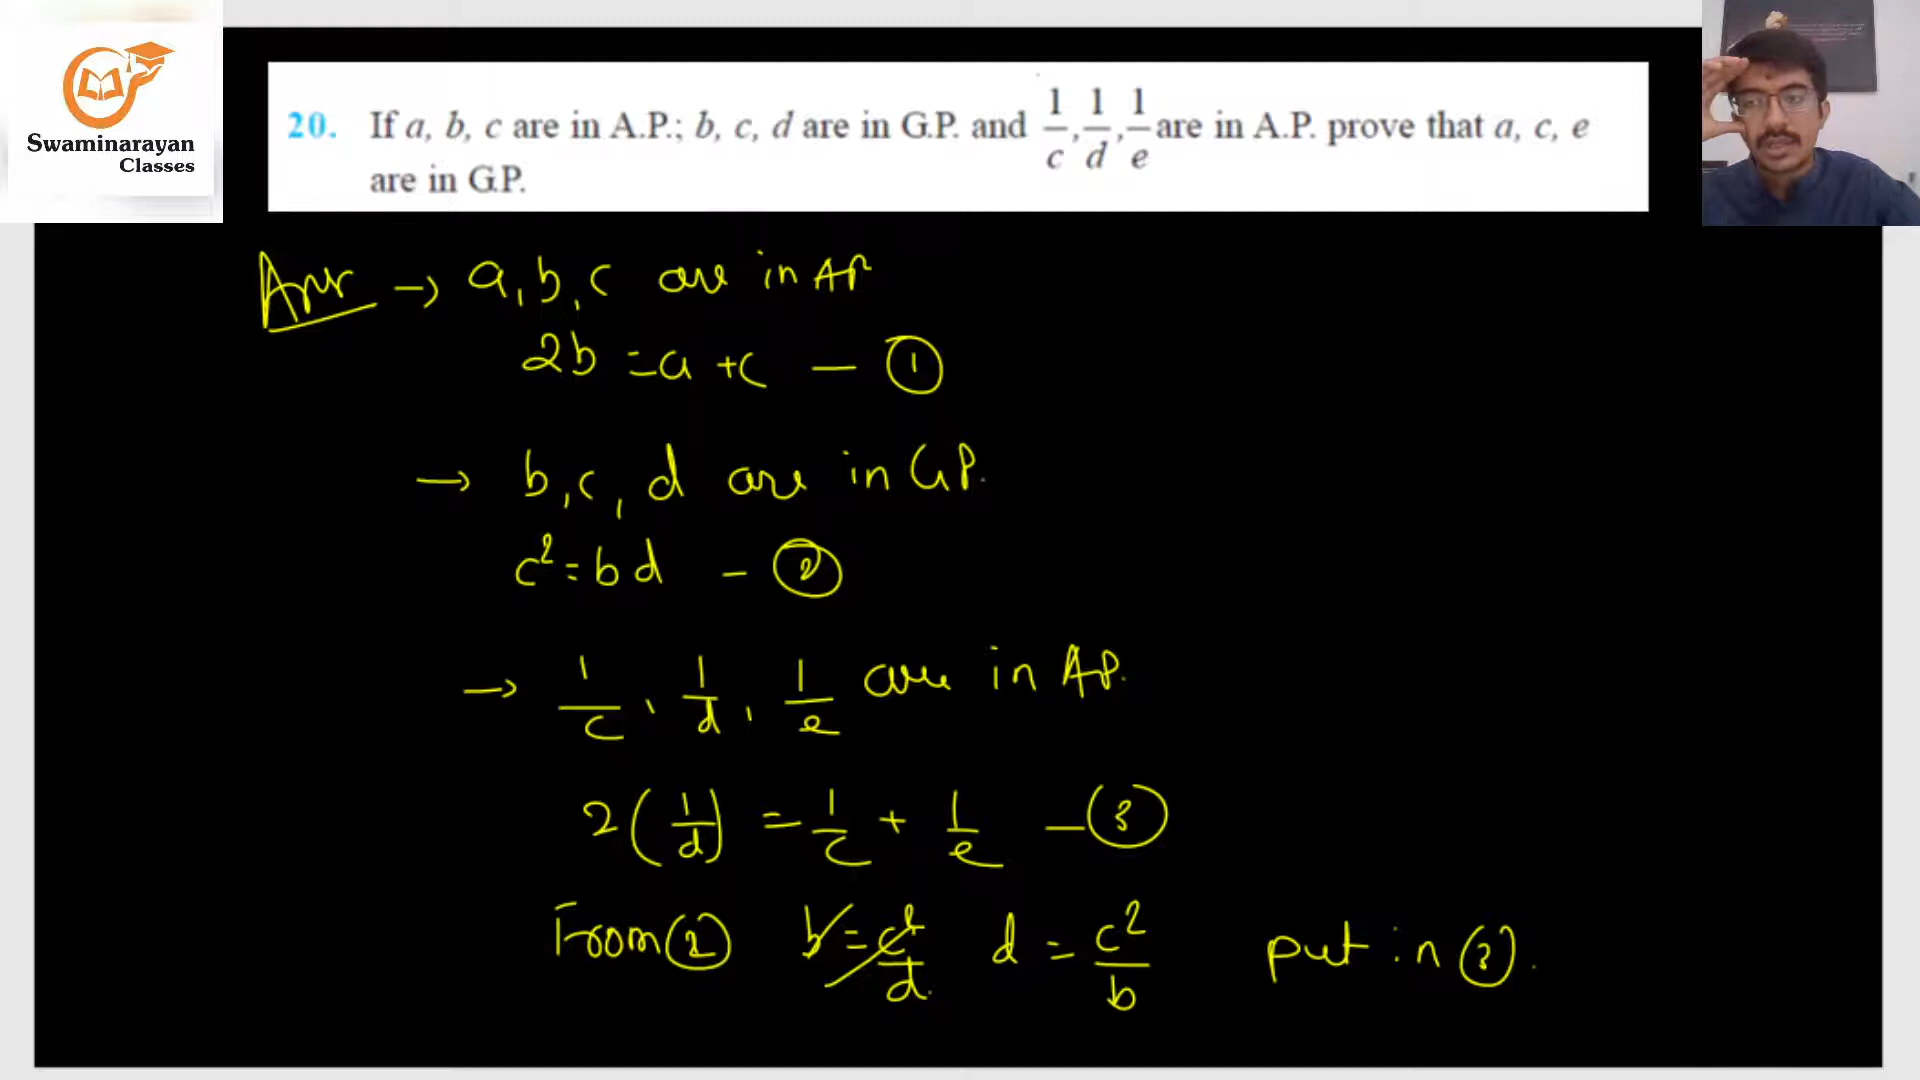 Swaminarayan
Classes
20. If a, b, c are in A.P.; b, c, d are in G.P. and 1/c, 1/d, 1/e are in A.P. prove that a, c, e
are in G.P.
Ans → a, b, c are in AP
2b = a + c — ①
→ b, c, d are in GP.
c² = bd - ②
→ 1/c, 1/d, 1/e are in AP.
2(1/d) = 1/c + 1/e — ③
From ② b = c²/d. d = c²/b put in ③.